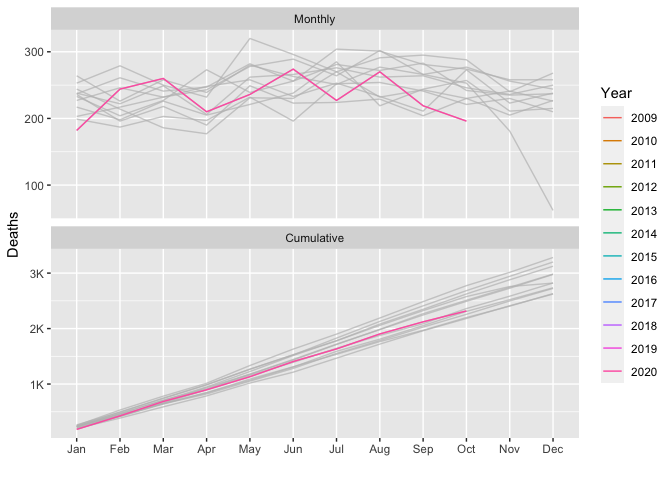 Monthly
300
200
100
Deaths
Cumulative
3K
2K
1K
Jan Feb Mar Apr May Jun Jul Aug Sep Oct Nov Dec
Year
2009
2010
2011
2012
2013
2014
2015
2016
2017
2018
2019
2020